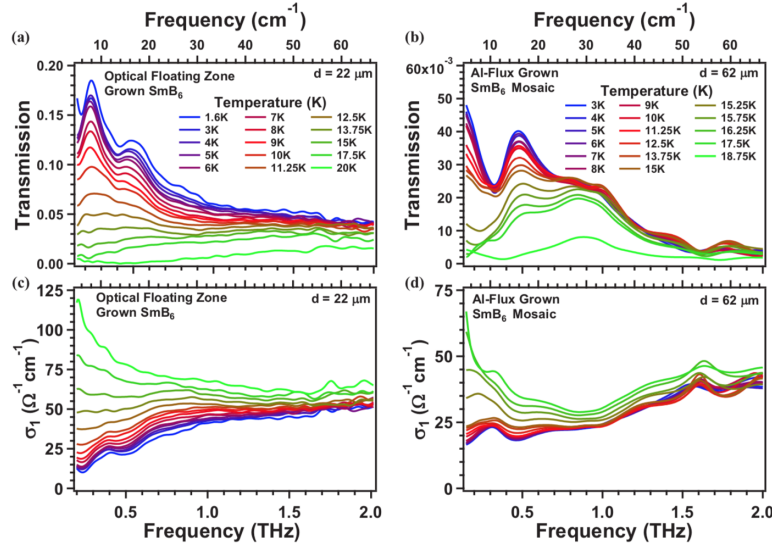 Frequency (cm⁻¹)
Frequency (cm⁻¹)
(a)
10 20 30 40 50 60
(b)
10 20 30 40 50 60
0.20
0.15
0.10
0.05
0.00
Transmission
Optical Floating Zone
Grown SmB₆
d = 22 μm
Temperature (K)
1.6K 7K 12.5K
3K 8K 13.75K
4K 9K 15K
5K 10K 17.5K
6K 11.25K 20K
60x10⁻³
50
40
30
20
10
0
Transmission
Al-Flux Grown
SmB₆ Mosaic
d = 62 μm
Temperature (K)
3K 9K 15.25K
4K 10K 15.75K
5K 11.25K 16.25K
6K 12.5K 17.5K
7K 13.75K 18.75K
8K 15K
(c)
125
100
75
50
25
0
σ₁ (Ω⁻¹ cm⁻¹)
Optical Floating Zone
Grown SmB₆
d = 22 μm
0.5 1.0 1.5 2.0
Frequency (THz)
(d)
75
50
25
0
σ₁ (Ω⁻¹ cm⁻¹)
Al-Flux Grown
SmB₆ Mosaic
d = 62 μm
0.5 1.0 1.5 2.0
Frequency (THz)